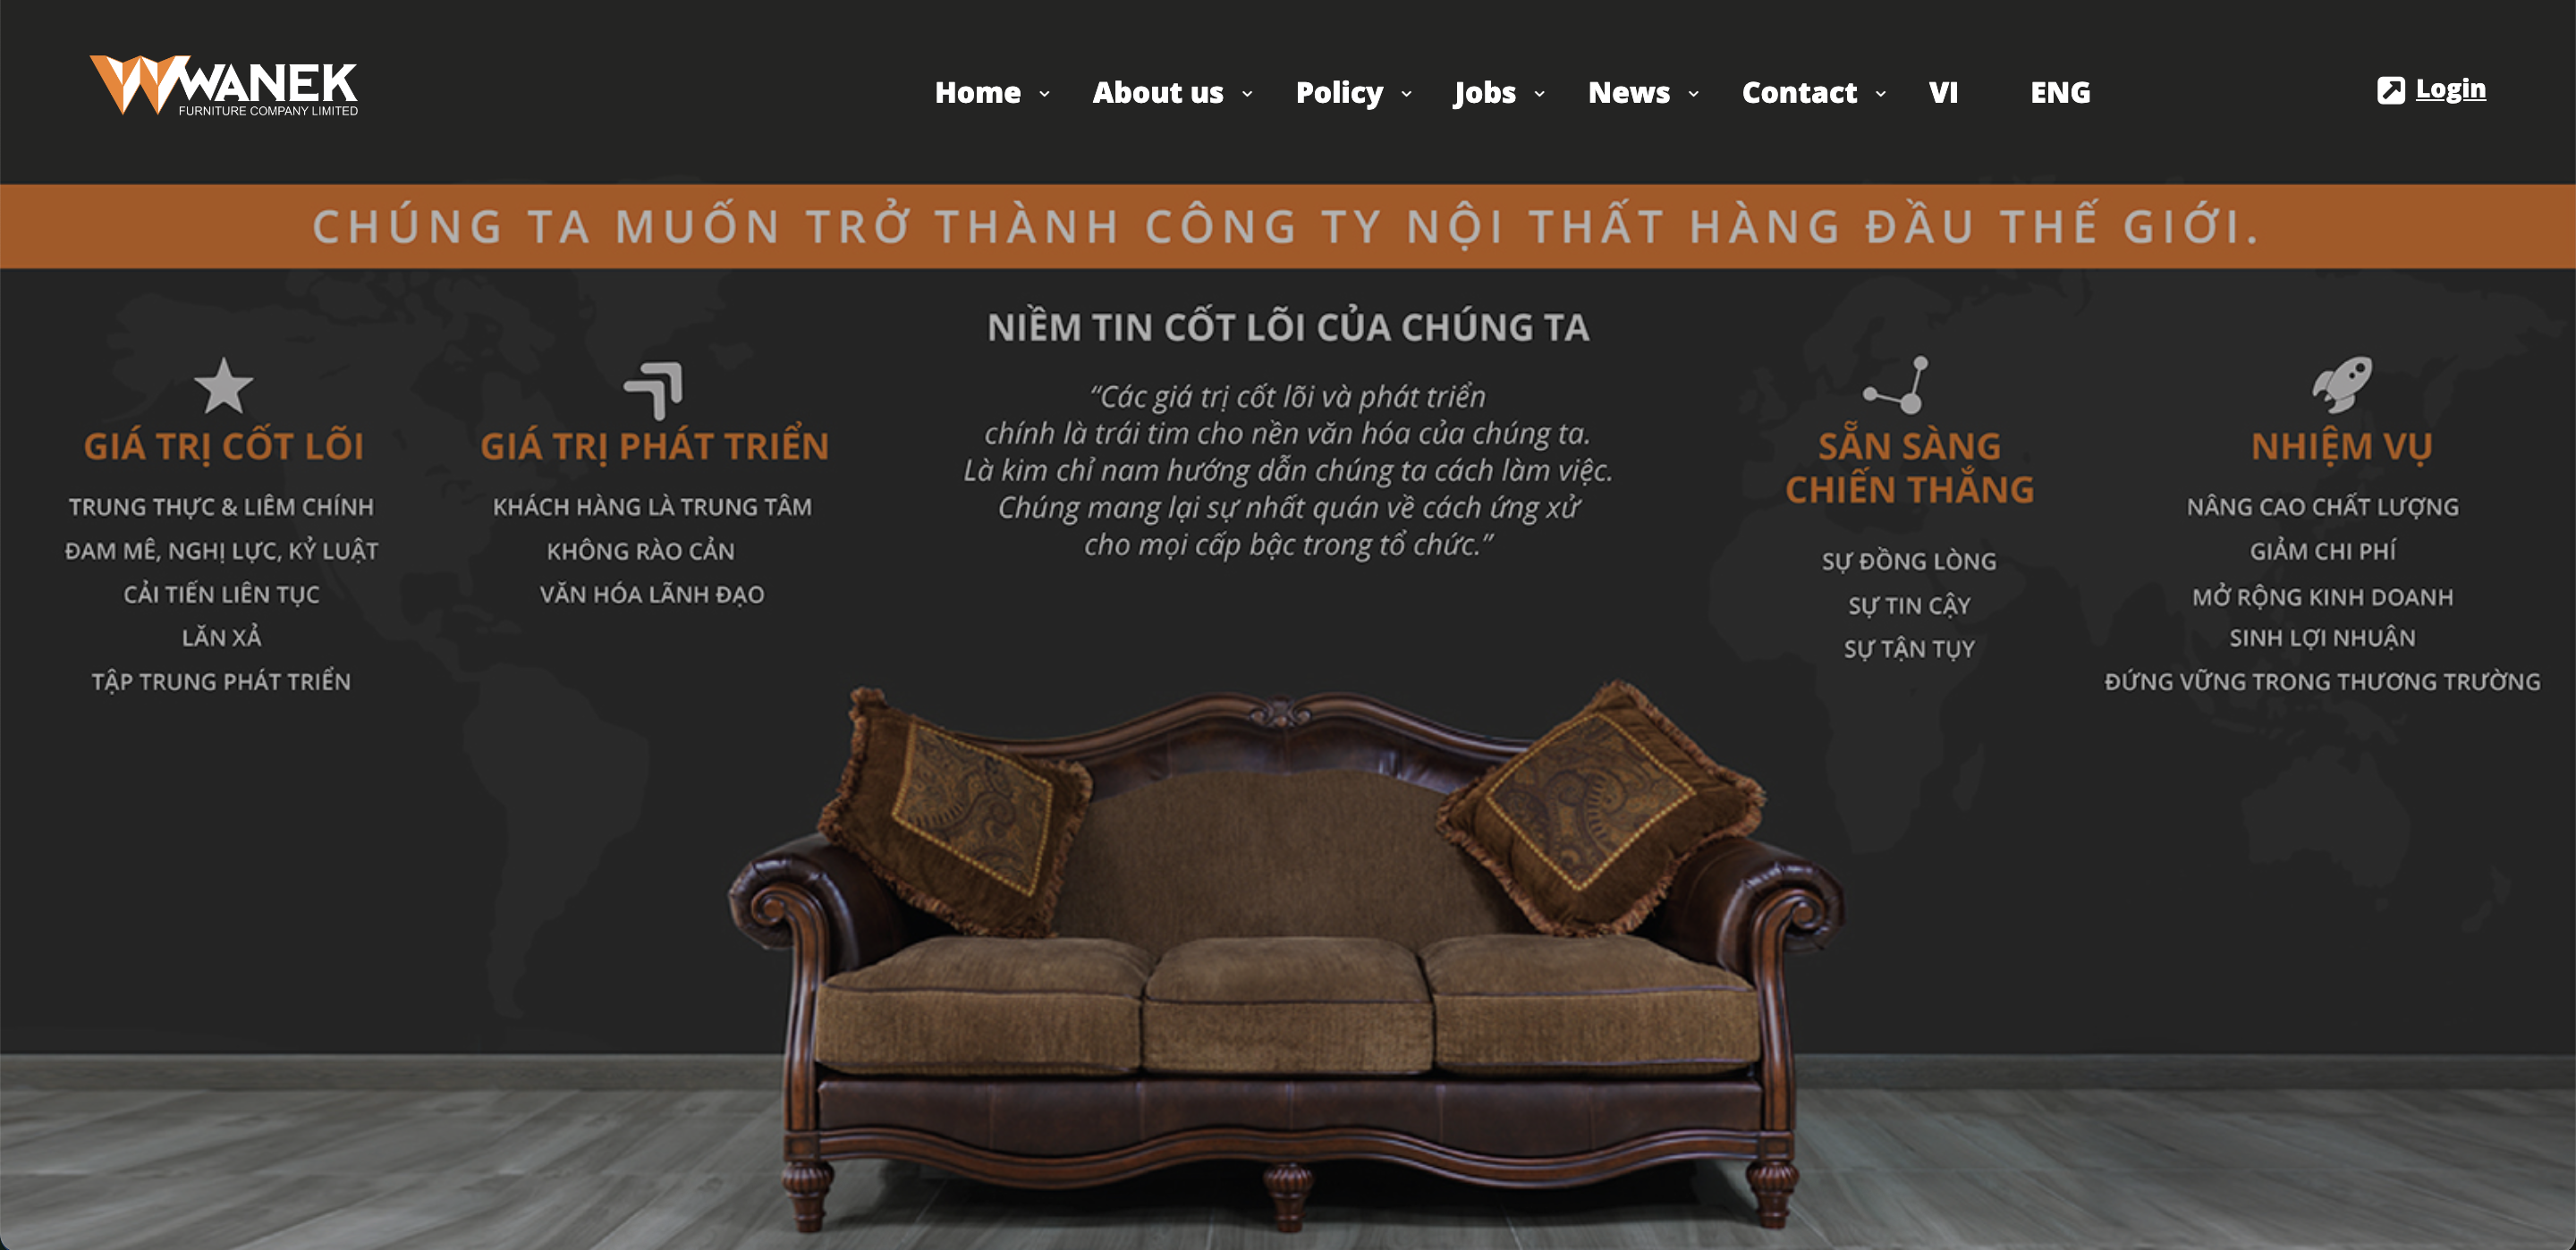 WANEK
FURNITURE COMPANY LIMITED
Home
About us
Policy
Jobs
News
Contact
VI
ENG
Login
CHÚNG TA MUỐN TRỞ THÀNH CÔNG TY NỘI THẤT HÀNG ĐẦU THẾ GIỚI.
GIÁ TRỊ CỐT LÕI
TRUNG THỰC & LIÊM CHÍNH
ĐAM MÊ, NGHỊ LỰC, KỶ LUẬT
CẢI TIẾN LIÊN TỤC
LĂN XẢ
TẬP TRUNG PHÁT TRIỂN
GIÁ TRỊ PHÁT TRIỂN
KHÁCH HÀNG LÀ TRUNG TÂM
KHÔNG RÀO CẢN
VĂN HÓA LÃNH ĐẠO
NIỀM TIN CỐT LÕI CỦA CHÚNG TA
“Các giá trị cốt lõi và phát triển
chính là trái tim cho nền văn hóa của chúng ta.
Là kim chỉ nam hướng dẫn chúng ta cách làm việc.
Chúng mang lại sự nhất quán về cách ứng xử
cho mọi cấp bậc trong tổ chức.”
SẴN SÀNG
CHIẾN THẮNG
SỰ ĐỒNG LÒNG
SỰ TIN CẬY
SỰ TẬN TỤY
NHIỆM VỤ
NÂNG CAO CHẤT LƯỢNG
GIẢM CHI PHÍ
MỞ RỘNG KINH DOANH
SINH LỢI NHUẬN
ĐỨNG VỮNG TRONG THƯƠNG TRƯỜNG